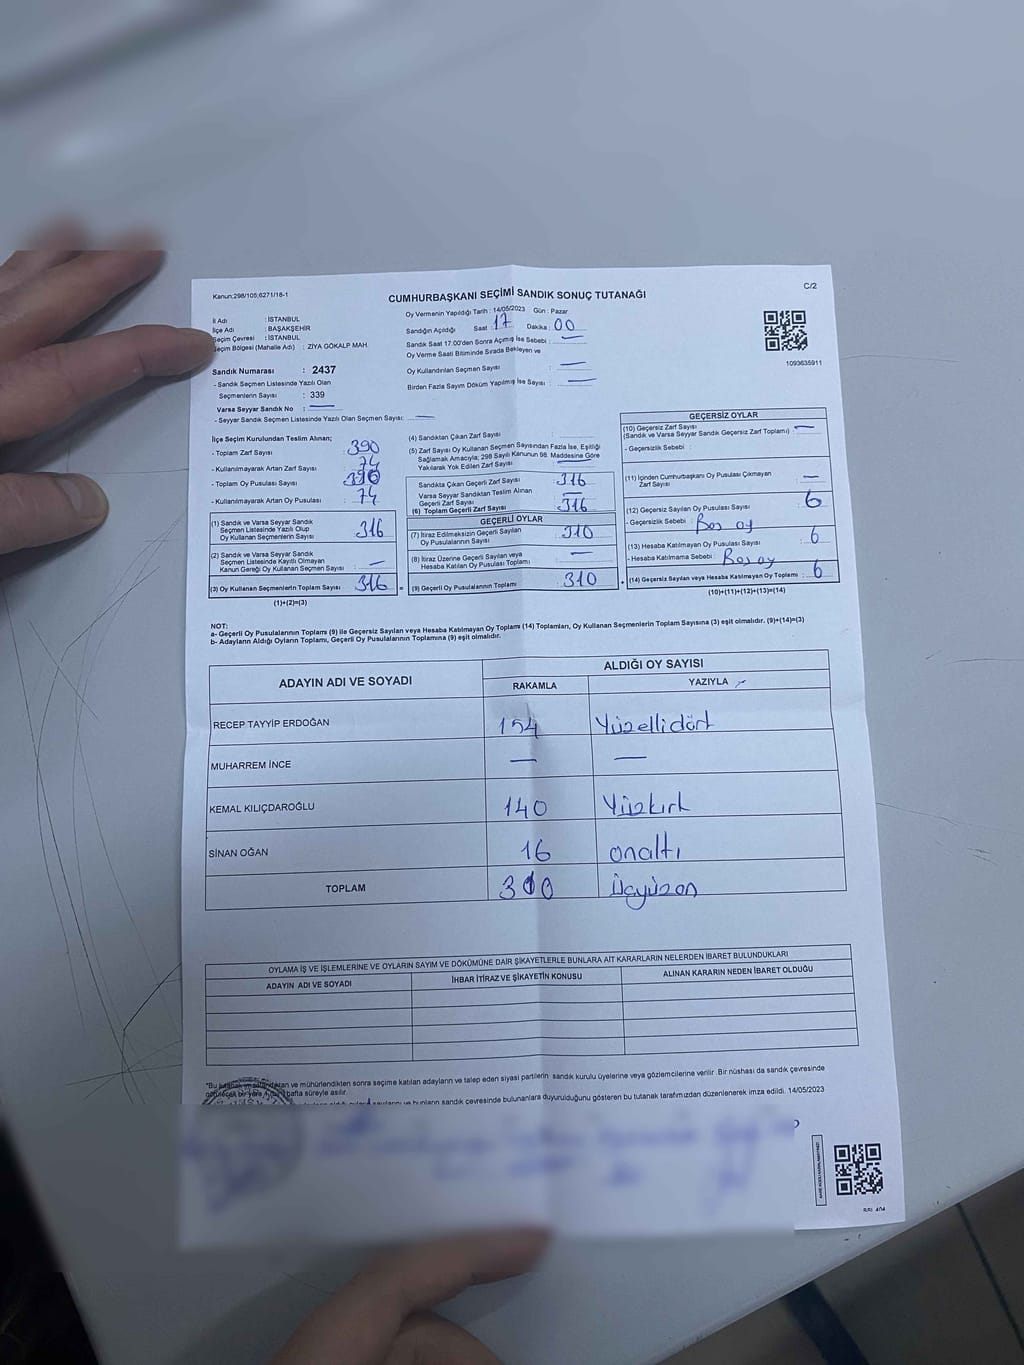 Kanun:298/105;6271/18-1
C/2
CUMHURBAŞKANI SEÇİMİ SANDIK SONUÇ TUTANAĞI
İl Adı : İSTANBUL
İlçe Adı : BAŞAKŞEHİR
Seçim Çevresi : İSTANBUL
Seçim Bölgesi (Mahalle Adı) : ZİYA GÖKALP MAH.
Sandık Numarası : 2437
- Sandık Seçmen Listesinde Yazılı Olan
Seçmenlerin Sayısı : 339
Varsa Seyyar Sandık No : —
- Seyyar Sandık Seçmen Listesinde Yazılı Olan Seçmen Sayısı: —
Oy Vermenin Yapıldığı Tarih : 14/05/2023 Gün : Pazar
Sandığın Açıldığı Saat : 17 Dakika : 00
Sandık Saat 17.00'den Sonra Açılmış İse Sebebi : —
Oy Verme Saati Bitiminde Sırada Bekleyen ve
Oy Kullandırılan Seçmen Sayısı : —
Birden Fazla Sayım Döküm Yapılmış İse Sayısı : —
1093635911
İlçe Seçim Kurulundan Teslim Alınan;
- Toplam Zarf Sayısı : 390
- Kullanılmayarak Artan Zarf Sayısı : 74
- Toplam Oy Pusulası Sayısı : 390
- Kullanılmayarak Artan Oy Pusulası : 74
(1) Sandık ve Varsa Seyyar Sandık
Seçmen Listesinde Yazılı Olup
Oy Kullanan Seçmenlerin Sayısı 316
(2) Sandık ve Varsa Seyyar Sandık
Seçmen Listesinde Kayıtlı Olmayan
Kanun Gereği Oy Kullanan Seçmen Sayısı : —
(3) Oy Kullanan Seçmenlerin Toplam Sayısı 316
(1)+(2)=(3)
(4) Sandıktan Çıkan Zarf Sayısı :
(5) Zarf Sayısı Oy Kullanan Seçmen Sayısından Fazla İse, Eşitliği
Sağlamak Amacıyla; 298 Sayılı Kanunun 98. Maddesine Göre
Yakılarak Yok Edilen Zarf Sayısı
Sandıkta Çıkan Geçerli Zarf Sayısı 316
Varsa Seyyar Sandıktan Teslim Alınan
Geçerli Zarf Sayısı —
(6) Toplam Geçerli Zarf Sayısı 316
GEÇERLİ OYLAR
(7) İtiraz Edilmeksizin Geçerli Sayılan
Oy Pusulalarının Sayısı 310
(8) İtiraz Üzerine Geçerli Sayılan veya
Hesaba Katılan Oy Pusulası Toplamı —
(9) Geçerli Oy Pusulalarının Toplamı 310
GEÇERSİZ OYLAR
(10) Geçersiz Zarf Sayısı
(Sandık ve Varsa Seyyar Sandık Geçersiz Zarf Toplamı) —
- Geçersizlik Sebebi :
(11) İçinden Cumhurbaşkanı Oy Pusulası Çıkmayan
Zarf Sayısı —
(12) Geçersiz Sayılan Oy Pusulası Sayısı 6
- Geçersizlik Sebebi : Boş oy
(13) Hesaba Katılmayan Oy Pusulası Sayısı 6
- Hesaba Katılmama Sebebi : Boş oy
(14) Geçersiz Sayılan veya Hesaba Katılmayan Oy Toplamı : 6
(10)+(11)+(12)+(13)=(14)
NOT:
a- Geçerli Oy Pusulalarının Toplamı (9) ile Geçersiz Sayılan veya Hesaba Katılmayan Oy Toplamı (14) Toplamları, Oy Kullanan Seçmenlerin Toplam Sayısına (3) eşit olmalıdır. (9)+(14)=(3)
b- Adayların Aldığı Oyların Toplamı, Geçerli Oy Pusulalarının Toplamına (9) eşit olmalıdır.
ADAYIN ADI VE SOYADI ALDIĞI OY SAYISI
RAKAMLA YAZIYLA
RECEP TAYYİP ERDOĞAN 154 Yüzellidört
MUHARREM İNCE — —
KEMAL KILIÇDAROĞLU 140 Yüzkırk
SİNAN OĞAN 16 onaltı
TOPLAM 310 Üçyüzon
OYLAMA İŞ VE İŞLEMLERİNE VE OYLARIN SAYIM VE DÖKÜMÜNE DAİR ŞİKAYETLERLE BUNLARA AİT KARARLARIN NELERDEN İBARET BULUNDUKLARI
ADAYIN ADI VE SOYADI İHBAR İTİRAZ VE ŞİKAYETİN KONUSU ALINAN KARARIN NEDEN İBARET OLDUĞU
*Bu tutanak ve mühürlendikten sonra seçime katılan adayların ve talep eden siyasi partilerin sandık kurulu üyelerine veya gözlemcilerine verilir. Bir nüshası da sandık çevresinde
bir yere hafta süreyle asılır.
sandık çevresinde bulunanlara duyurulduğunu gösteren bu tutanak tarafımızdan düzenlenerek imza edildi. 14/05/2023